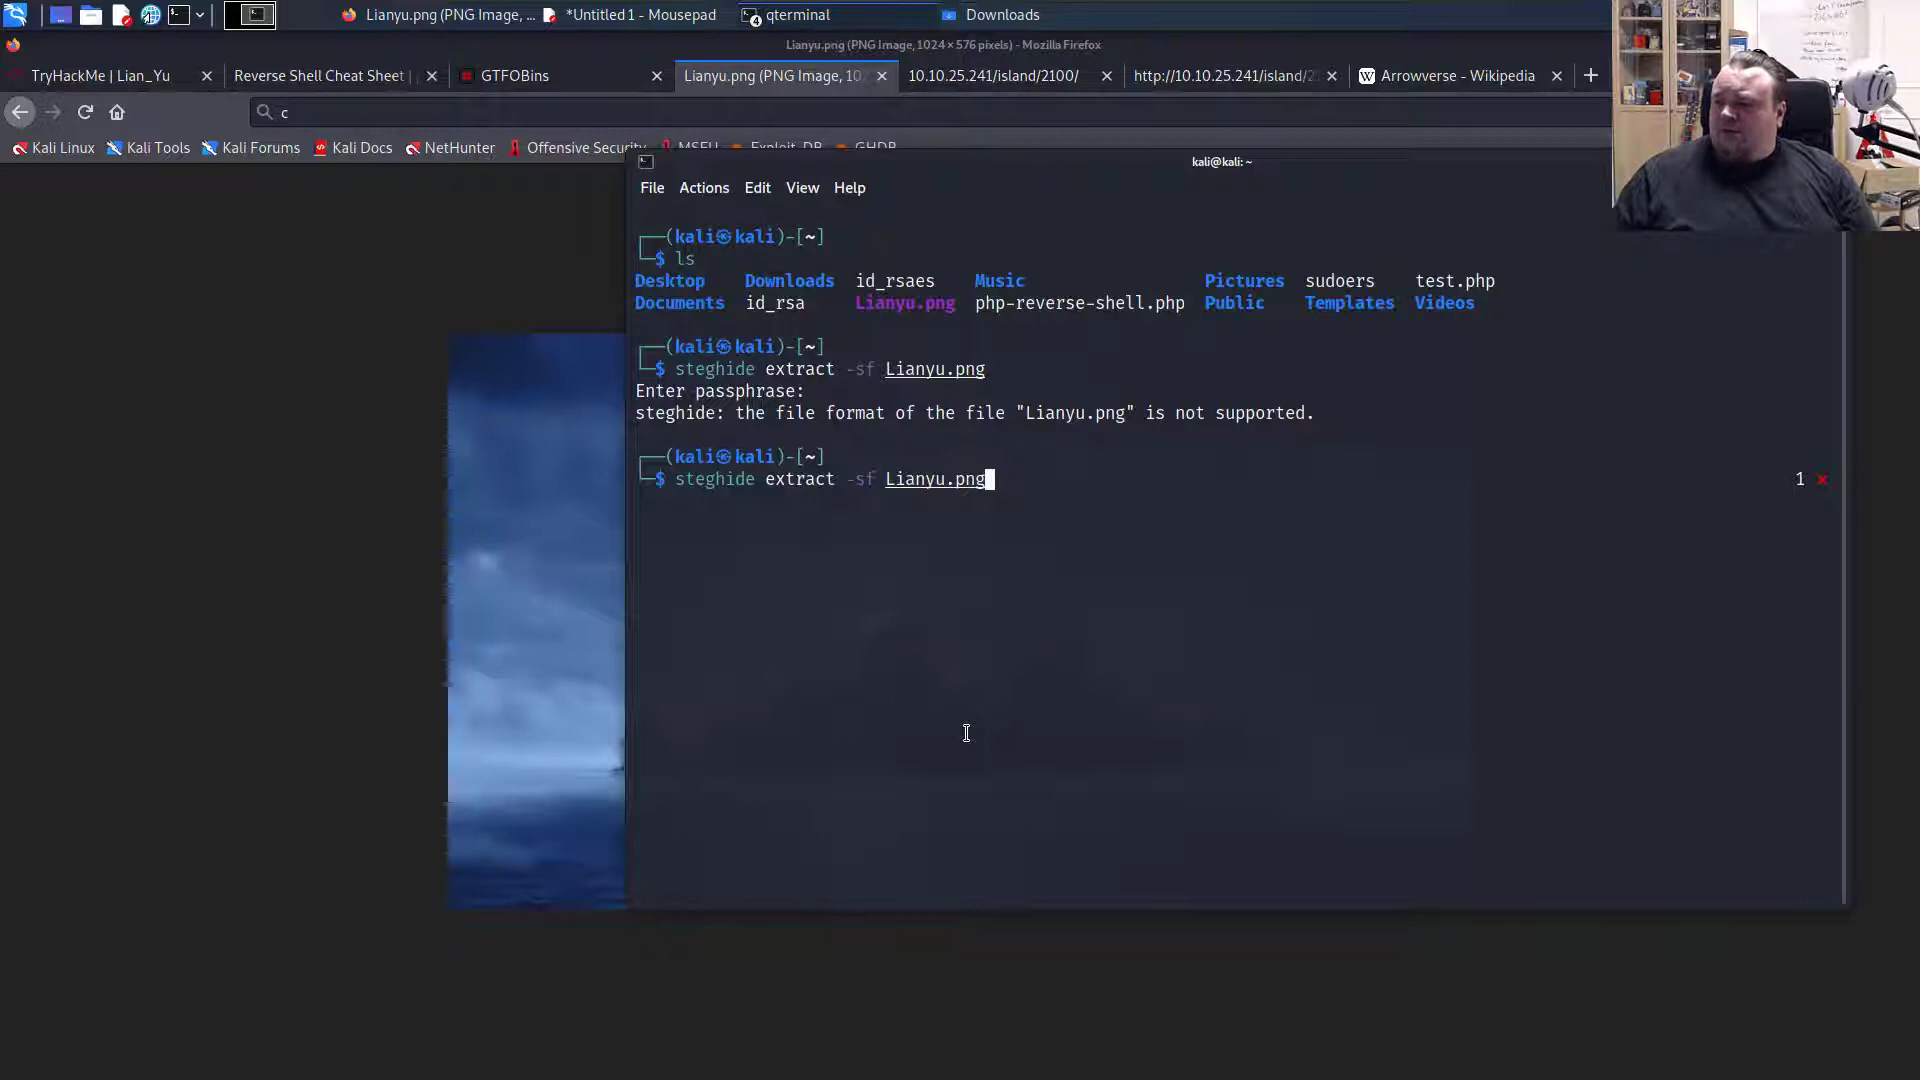 Lianyu.png (PNG Image, ... *Untitled 1 - Mousepad 4 qterminal Downloads
Lianyu.png (PNG Image, 1024 × 576 pixels) - Mozilla Firefox
TryHackMe | Lian_Yu Reverse Shell Cheat Sheet | GTFOBins Lianyu.png (PNG Image, 10 10.10.25.241/island/2100/ http://10.10.25.241/island/2 W Arrowverse - Wikipedia
c
Kali Linux Kali Tools Kali Forums Kali Docs NetHunter Offensive Security MSFU Exploit-DB GHDB
kali@kali: ~
File Actions Edit View Help
┌──(kali㉿kali)-[~]
└─$ ls
Desktop Downloads id_rsaes Music Pictures sudoers test.php
Documents id_rsa Lianyu.png php-reverse-shell.php Public Templates Videos
┌──(kali㉿kali)-[~]
└─$ steghide extract -sf Lianyu.png
Enter passphrase:
steghide: the file format of the file "Lianyu.png" is not supported.
┌──(kali㉿kali)-[~]
└─$ steghide extract -sf Lianyu.png 1 ⨯